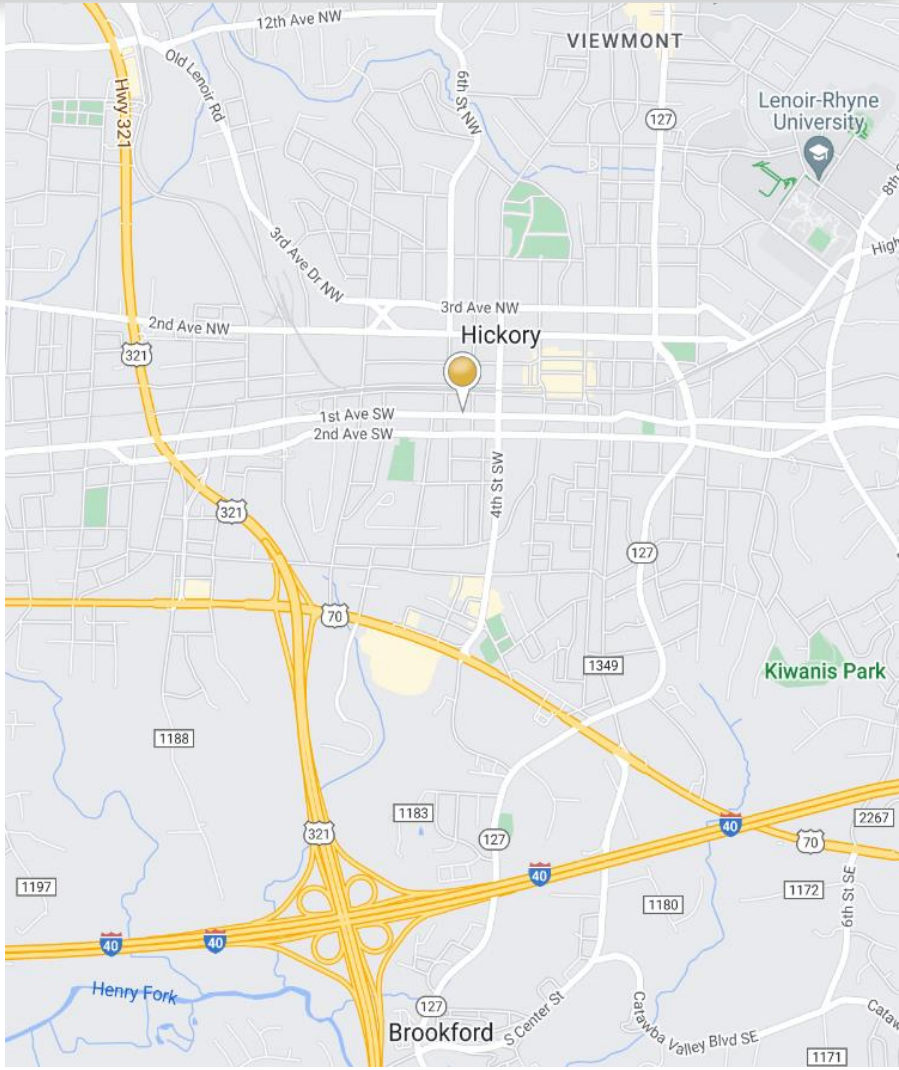 12th Ave NW
VIEWMONT
Old Lenoir Rd
Hwy 321
6th St NW
127
Lenoir-Rhyne
University
8th S
High
3rd Ave Dr NW
3rd Ave NW
2nd Ave NW
Hickory
321
1st Ave SW
2nd Ave SW
4th St SW
321
127
70
1349
Kiwanis Park
1188
321
1183
127
40
70
2267
40
1197
1172
1180
6th St SE
40
40
Henry Fork
127
Brookford
S Center St
Catawba Valley Blvd SE
Cataw
1171